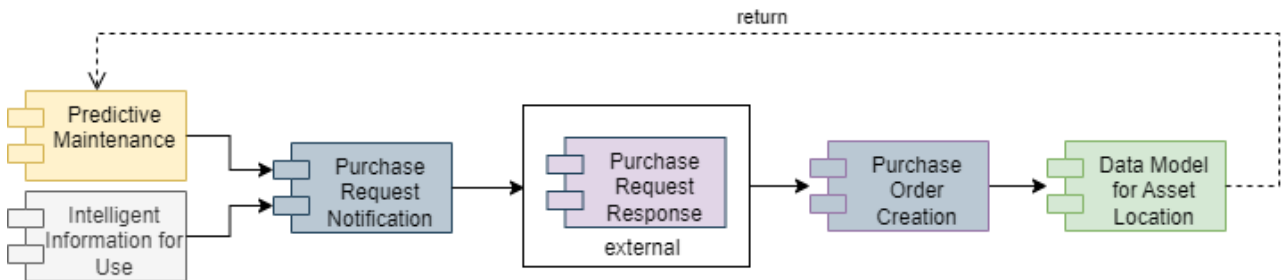 return
Predictive
Maintenance
Intelligent
Information for
Use
Purchase
Request
Notification
Purchase
Request
Response
external
Purchase
Order
Creation
Data Model
for Asset
Location